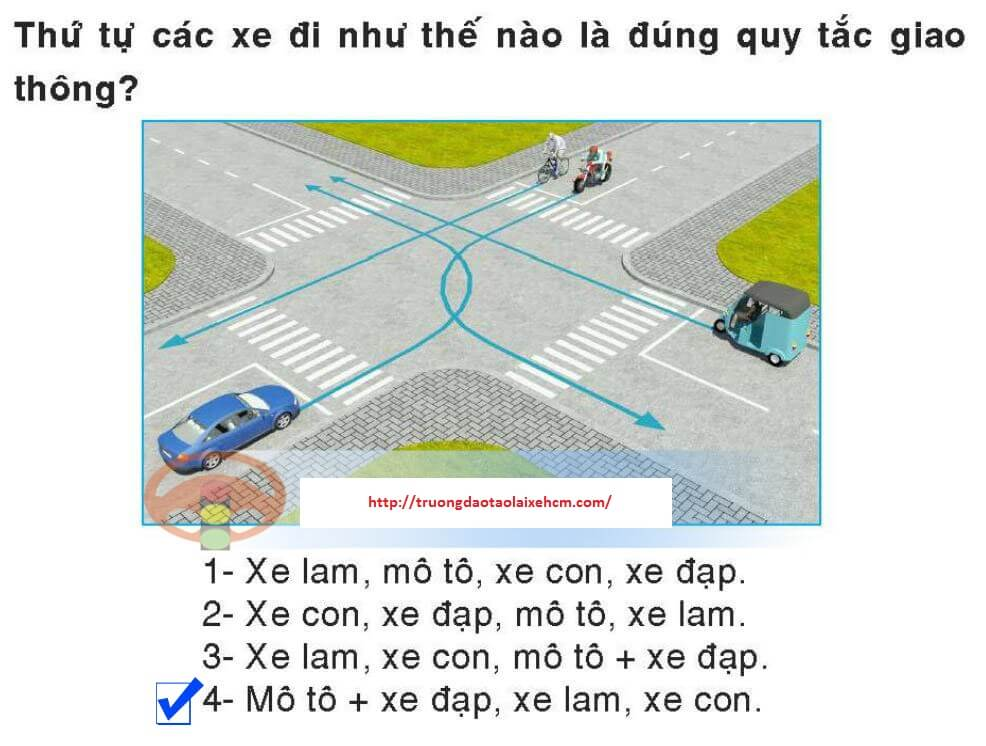 Thứ tự các xe đi như thế nào là đúng quy tắc giao
thông?
http://truongdaotaolaixehcm.com/
1- Xe lam, mô tô, xe con, xe đạp.
2- Xe con, xe đạp, mô tô, xe lam.
3- Xe lam, xe con, mô tô + xe đạp.
4- Mô tô + xe đạp, xe lam, xe con.